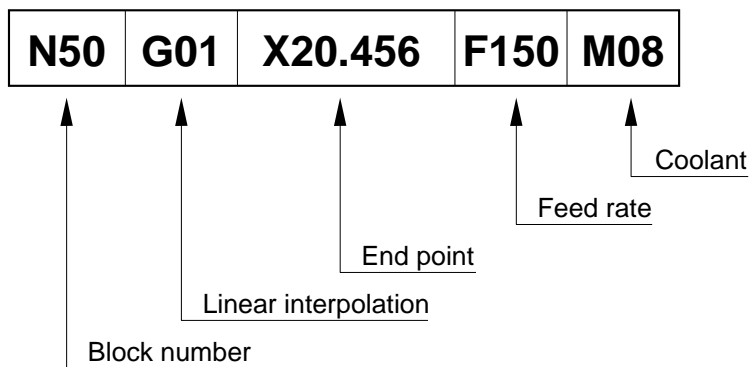 N50 G01 X20.456 F150 M08
Coolant
Feed rate
End point
Linear interpolation
Block number